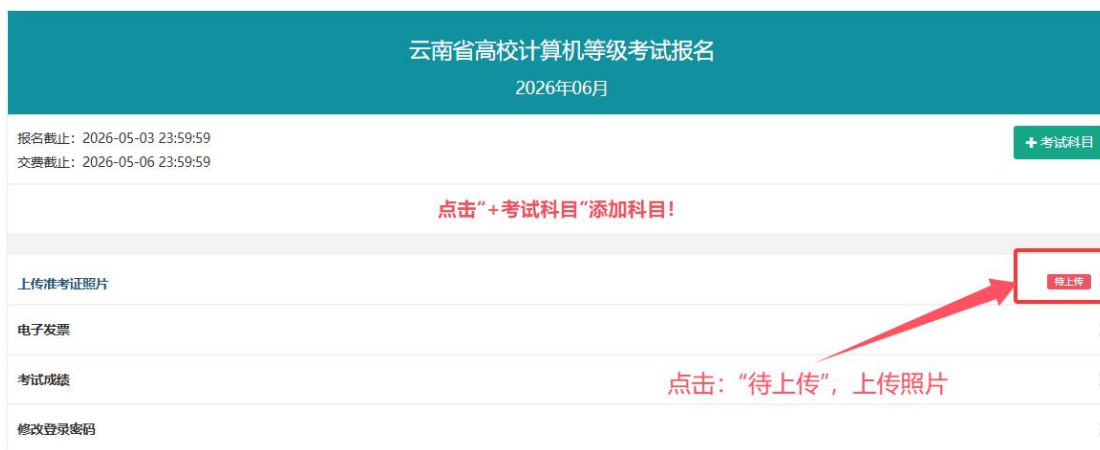 云南省高校计算机等级考试报名
2026年06月
报名截止：2026-05-03 23:59:59
交费截止：2026-05-06 23:59:59
+考试科目
点击“+考试科目”添加科目！
上传准考证照片
待上传
电子发票
考试成绩
点击：“待上传”，上传照片
修改登录密码